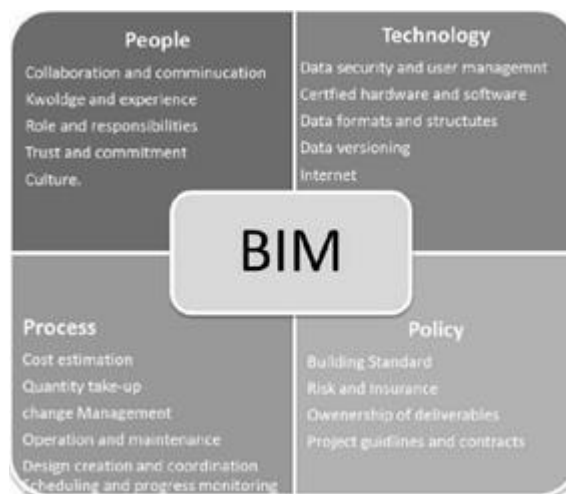 People
Collaboration and comminucation
Kwoldge and experience
Role and responsibilities
Trust and commitment
Culture.
Technology
Data security and user managemnt
Certfied hardware and software
Data formats and structutes
Data versioning
Internet
BIM
Process
Cost estimation
Quantity take-up
change Management
Operation and maintenance
Design creation and coordination
Scheduling and progress monitoring
Policy
Building Standard
Risk and Insurance
Owenership of deliverables
Project guidlines and contracts